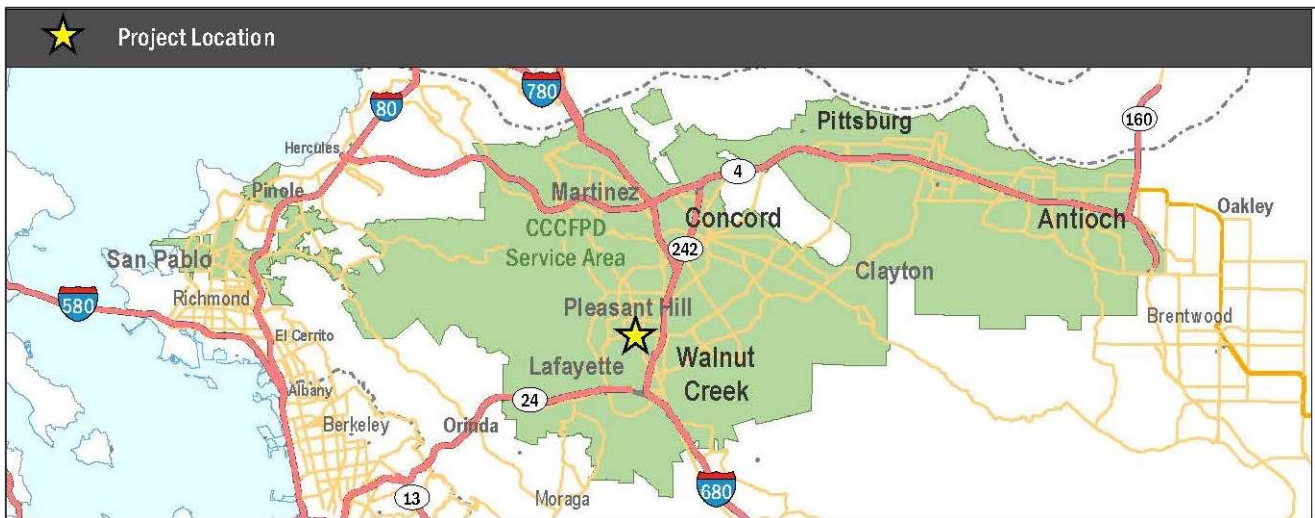 Project Location
80
780
160
Hercules
Pittsburg
4
Pinole
Martinez
Concord
Antioch
Oakley
CCCFPD
Service Area
242
San Pablo
Clayton
Richmond
580
Pleasant Hill
Brentwood
El Cerrito
Walnut
Creek
Lafayette
Albany
24
Berkeley
Orinda
680
13
Moraga